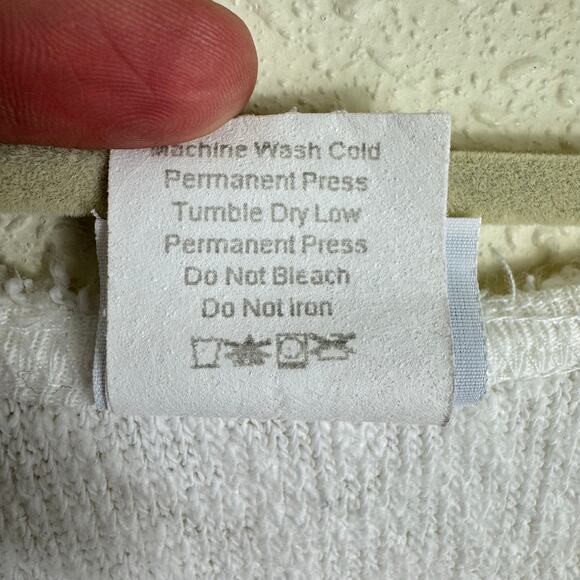 Machine Wash Cold
Permanent Press
Tumble Dry Low
Permanent Press
Do Not Bleach
Do Not Iron